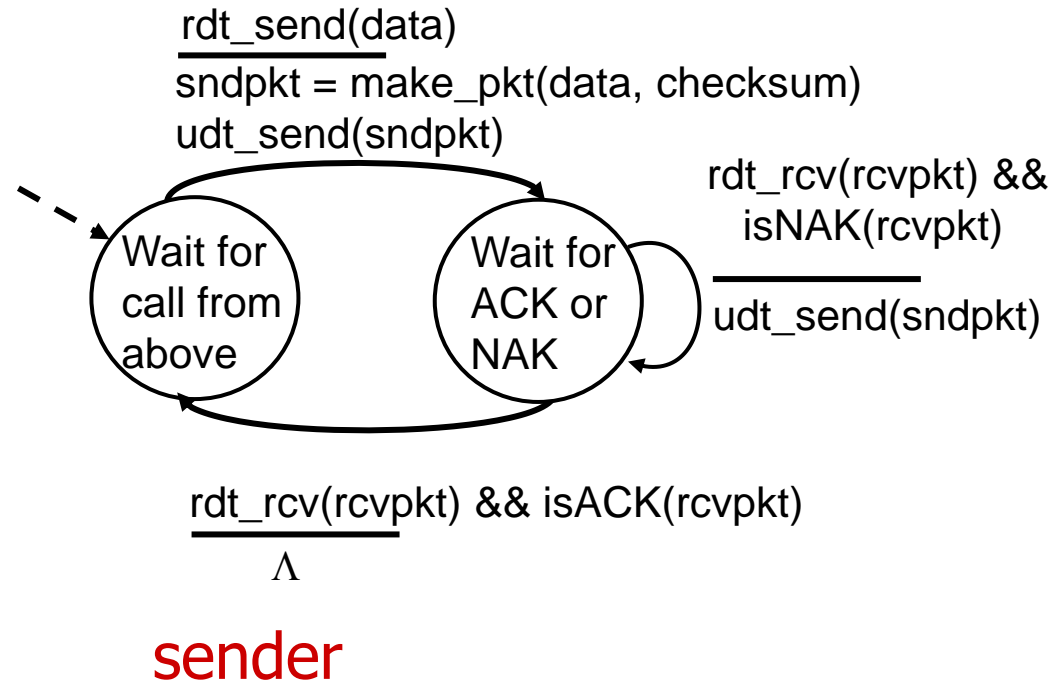 rdt_send(data)
sndpkt = make_pkt(data, checksum)
udt_send(sndpkt)
rdt_rcv(rcvpkt) &&
isNAK(rcvpkt)
udt_send(sndpkt)
Wait for
call from
above
Wait for
ACK or
NAK
rdt_rcv(rcvpkt) && isACK(rcvpkt)
Λ
sender